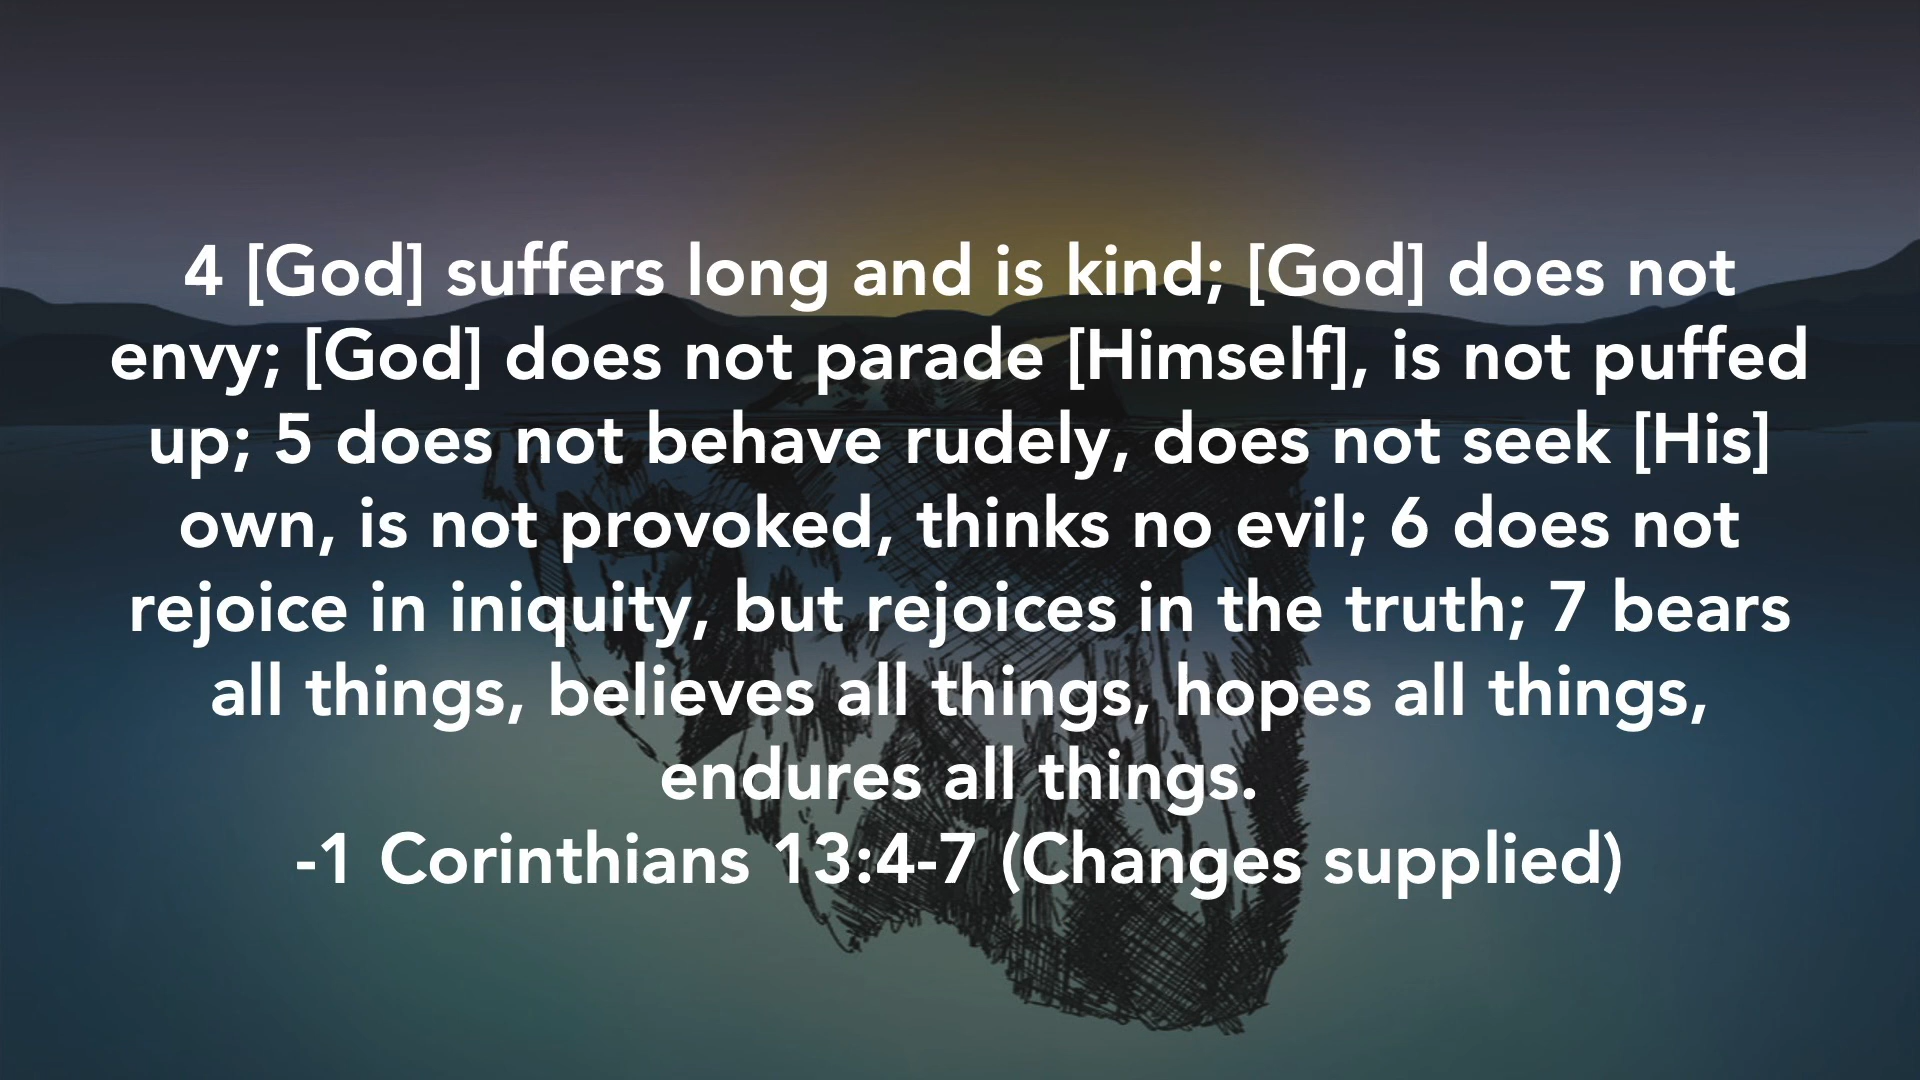 4 [God] suffers long and is kind; [God] does not
envy; [God] does not parade [Himself], is not puffed
up; 5 does not behave rudely, does not seek [His]
own, is not provoked, thinks no evil; 6 does not
rejoice in iniquity, but rejoices in the truth; 7 bears
all things, believes all things, hopes all things,
endures all things.
-1 Corinthians 13:4-7 (Changes supplied)